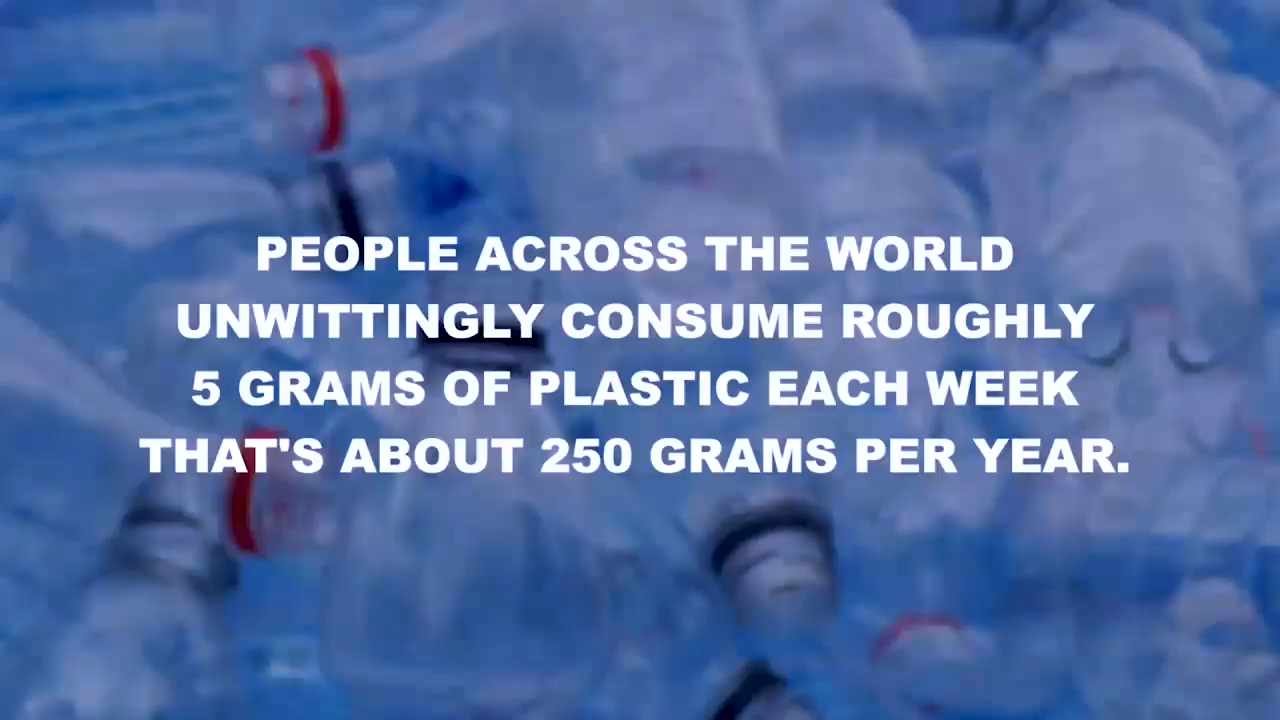 PEOPLE ACROSS THE WORLD
UNWITTINGLY CONSUME ROUGHLY
5 GRAMS OF PLASTIC EACH WEEK
THAT'S ABOUT 250 GRAMS PER YEAR.